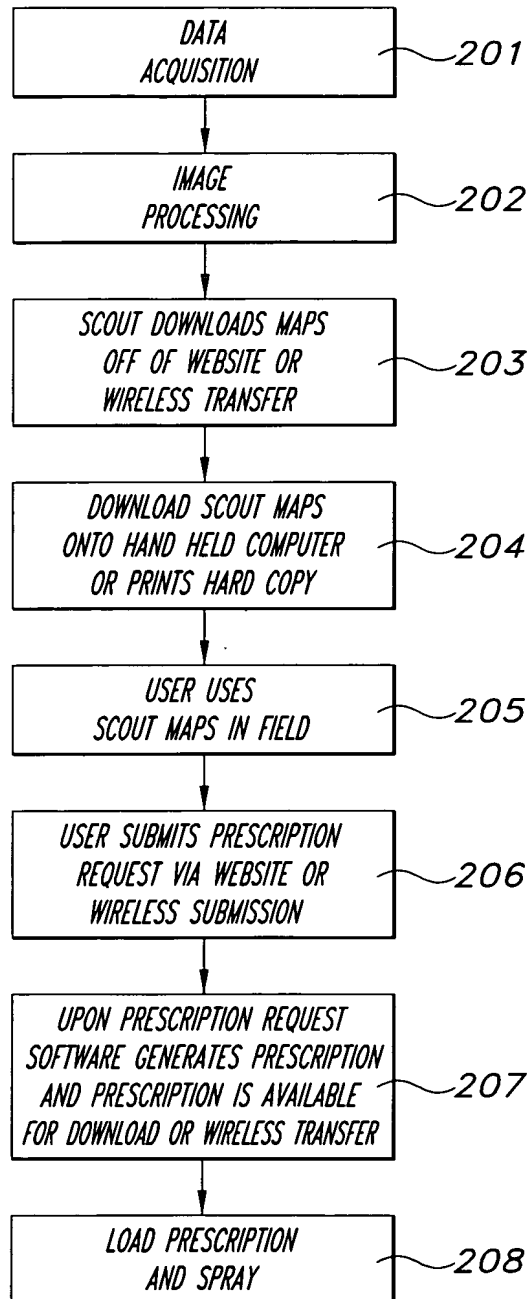 DATA
ACQUISITION
201
IMAGE
PROCESSING
202
SCOUT DOWNLOADS MAPS
OFF OF WEBSITE OR
WIRELESS TRANSFER
203
DOWNLOAD SCOUT MAPS
ONTO HAND HELD COMPUTER
OR PRINTS HARD COPY
204
USER USES
SCOUT MAPS IN FIELD
205
USER SUBMITS PRESCRIPTION
REQUEST VIA WEBSITE OR
WIRELESS SUBMISSION
206
UPON PRESCRIPTION REQUEST
SOFTWARE GENERATES PRESCRIPTION
AND PRESCRIPTION IS AVAILABLE
FOR DOWNLOAD OR WIRELESS TRANSFER
207
LOAD PRESCRIPTION
AND SPRAY
208